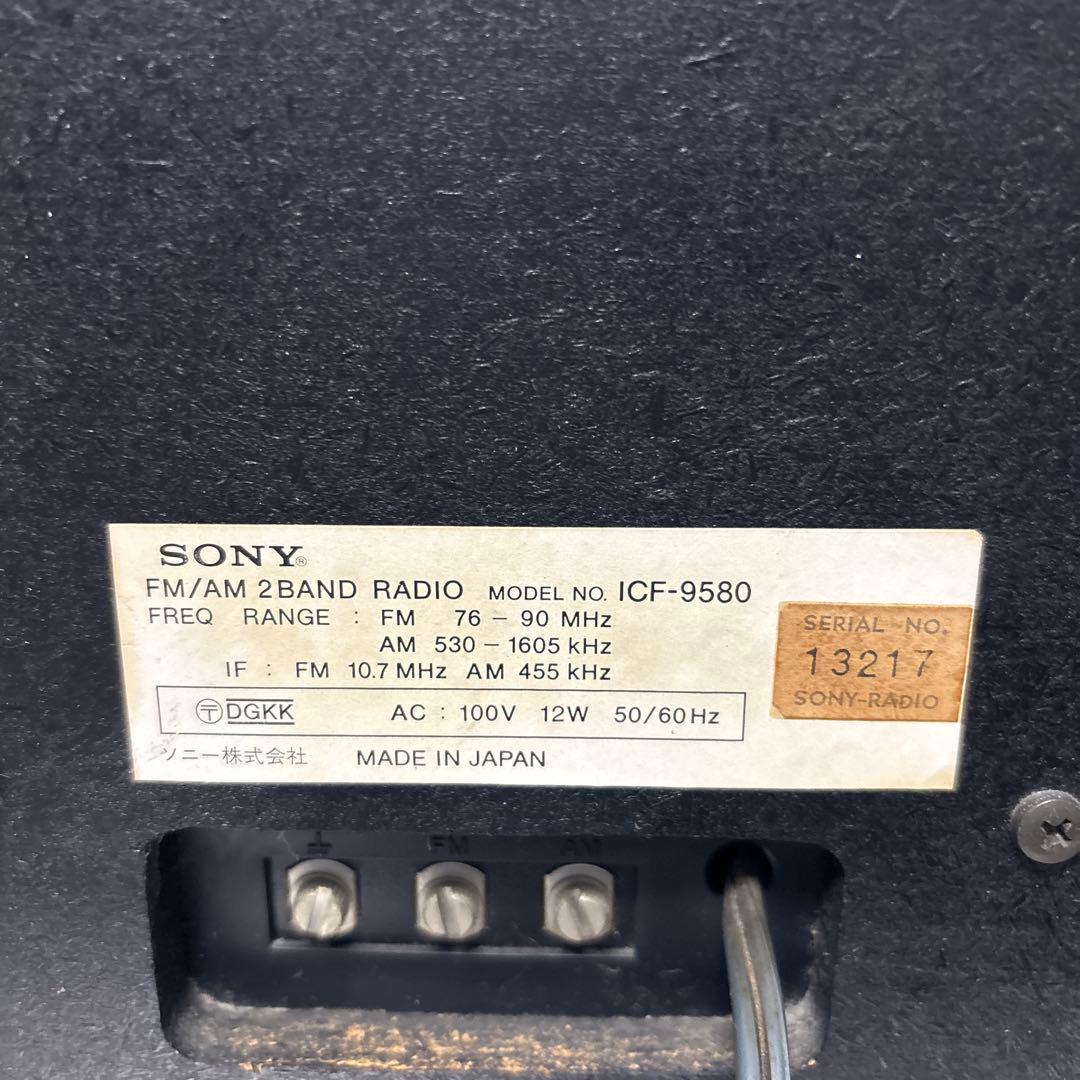 SONY®
FM/AM 2BAND RADIO MODEL NO. ICF-9580
FREQ RANGE : FM 76 – 90 MHz
AM 530 – 1605 kHz
IF : FM 10.7 MHz AM 455 kHz
〒 DGKK AC : 100V 12W 50/60Hz
ソニー株式会社 MADE IN JAPAN
SERIAL NO.
13217
SONY-RADIO
FM AM